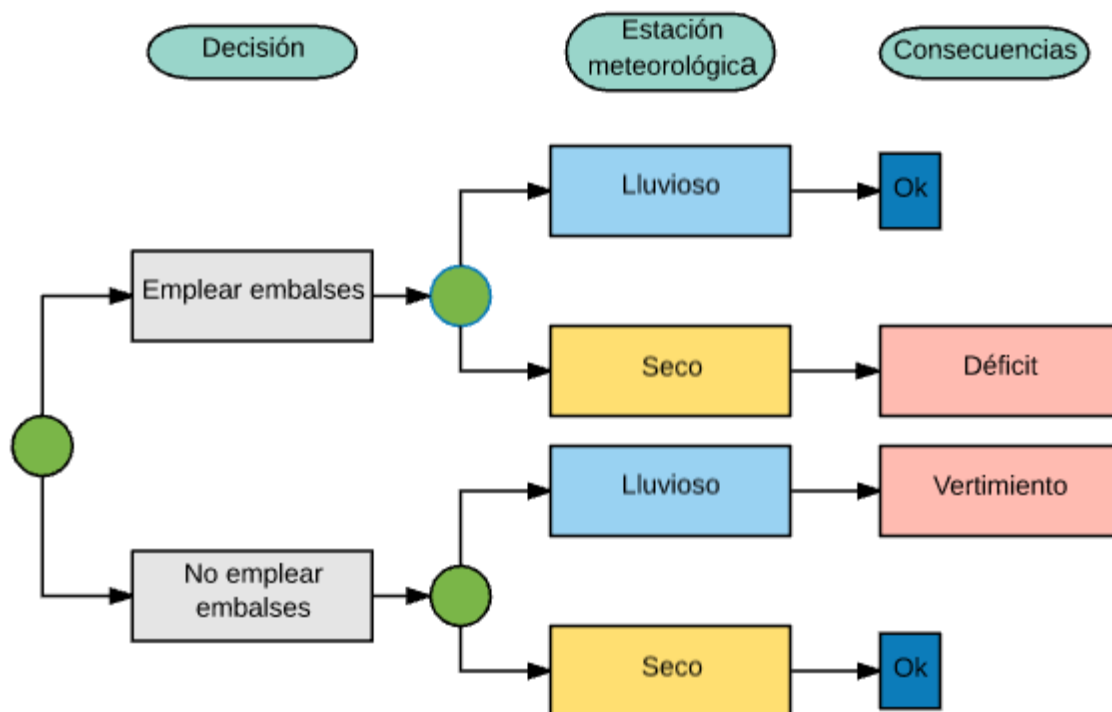 Decisión
Estación
meteorológica
Consecuencias
Lluvioso
Ok
Emplear embalses
Seco
Déficit
Lluvioso
Vertimiento
No emplear
embalses
Seco
Ok